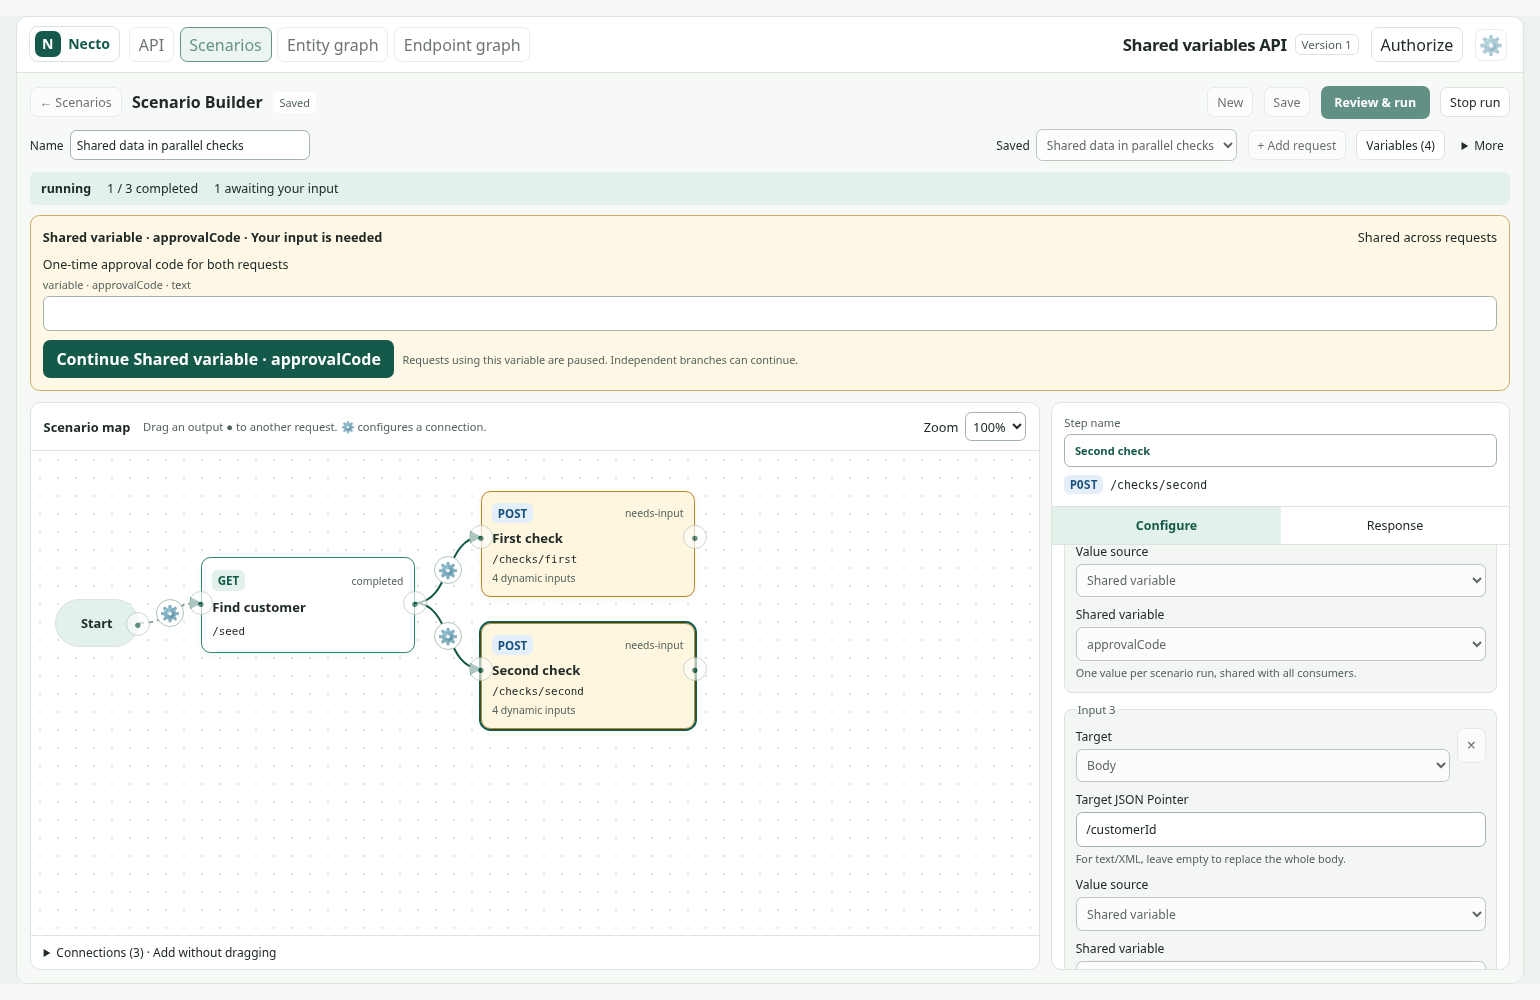 N Necto API Scenarios Entity graph Endpoint graph Shared variables API Version 1 Authorize
← Scenarios Scenario Builder Saved New Save Review & run Stop run
Name Shared data in parallel checks Saved Shared data in parallel checks + Add request Variables (4) ▶ More
running 1 / 3 completed 1 awaiting your input
Shared variable · approvalCode · Your input is needed Shared across requests
One-time approval code for both requests
variable · approvalCode · text
Continue Shared variable · approvalCode Requests using this variable are paused. Independent branches can continue.
Scenario map Drag an output ● to another request. ⚙️ configures a connection. Zoom 100%
Start
GET completed
Find customer
/seed
POST needs-input
First check
/checks/first
4 dynamic inputs
POST needs-input
Second check
/checks/second
4 dynamic inputs
▶ Connections (3) · Add without dragging
Step name
Second check
POST /checks/second
Configure Response
Value source
Shared variable
Shared variable
approvalCode
One value per scenario run, shared with all consumers.
Input 3
Target
Body ×
Target JSON Pointer
/customerId
For text/XML, leave empty to replace the whole body.
Value source
Shared variable
Shared variable